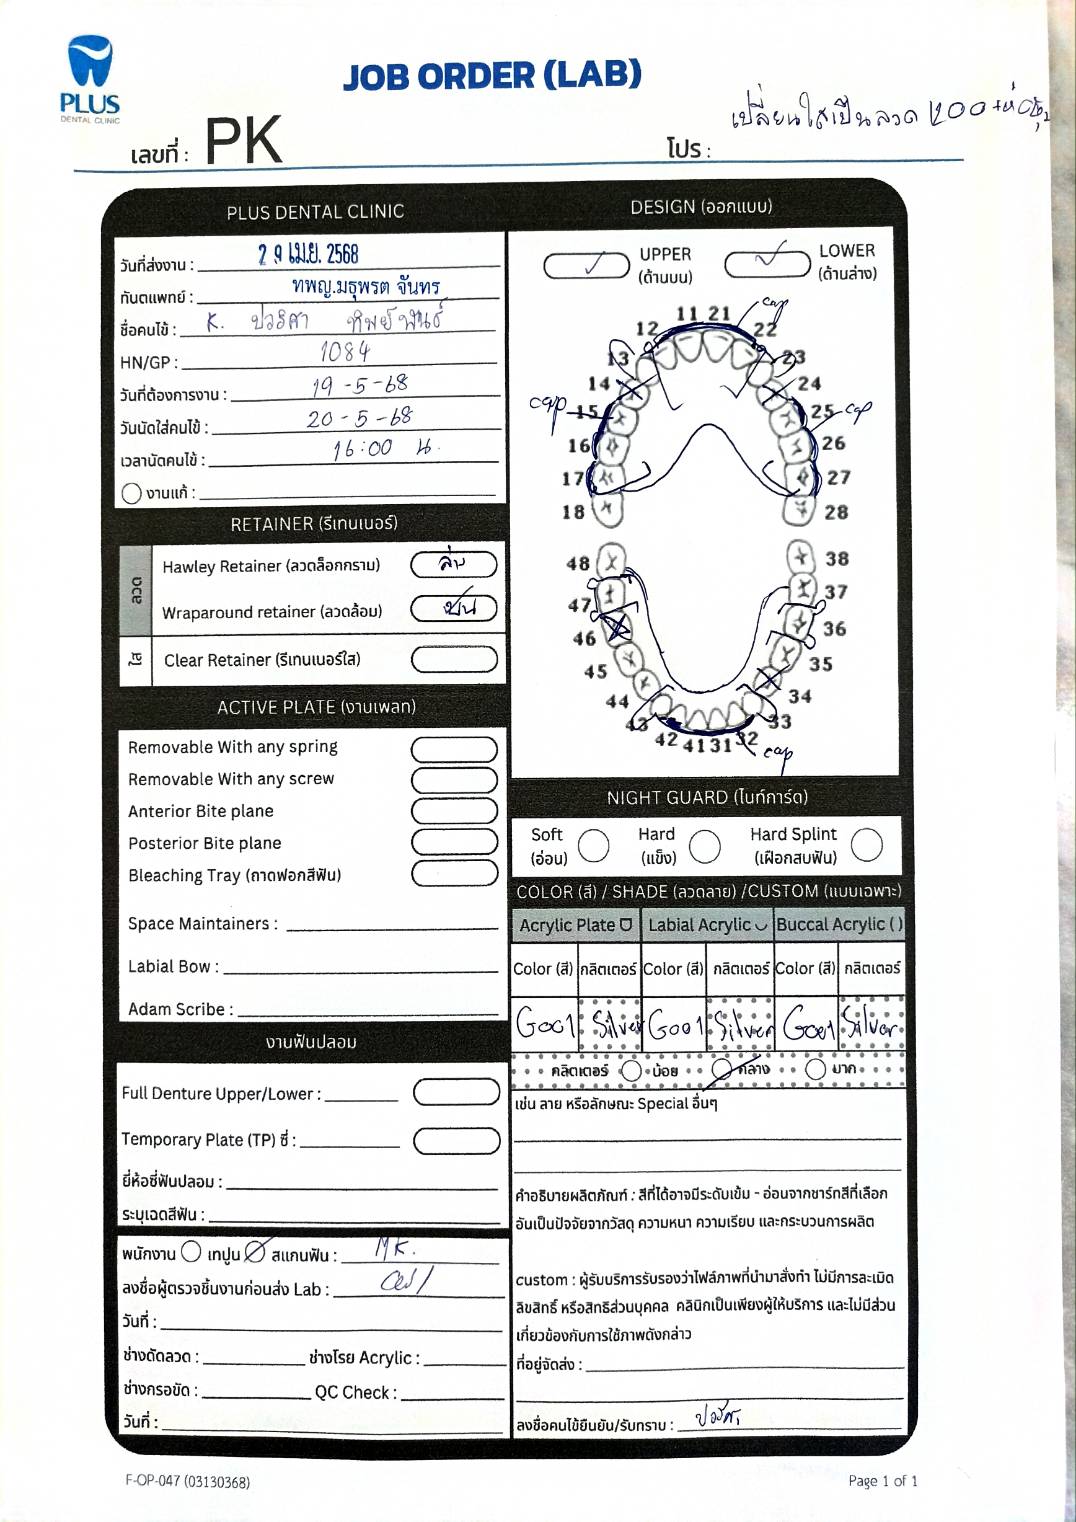 PLUS
DENTAL CLINIC
JOB ORDER (LAB)
เปลี่ยนใสเป็นลวด 1200
เลขที่ : PK
โปร :
PLUS DENTAL CLINIC
วันที่ส่งงาน : 29 เม.ย. 2568
ทันตแพทย์ : ทพญ.มธุพรต จันทร
ชื่อคนไข้ : K. ปวริศา ทิพย์พันธ์
HN/GP : 1084
วันที่ต้องการงาน : 19-5-68
วันนัดใส่คนไข้ : 20-5-68
เวลานัดคนไข้ : 16:00 น.
งานแก้ :
RETAINER (รีเทนเนอร์)
ลวด
Hawley Retainer (ลวดล็อกกราม) ล่าง
Wraparound retainer (ลวดล้อม) บน
ใส
Clear Retainer (รีเทนเนอร์ใส)
ACTIVE PLATE (งานเพลท)
Removable With any spring
Removable With any screw
Anterior Bite plane
Posterior Bite plane
Bleaching Tray (ถาดฟอกสีฟัน)
Space Maintainers :
Labial Bow :
Adam Scribe :
งานฟันปลอม
Full Denture Upper/Lower :
Temporary Plate (TP) ซี่ :
ยี่ห้อซี่ฟันปลอม :
ระบุเฉดสีฟัน :
พนักงาน เทปูน สแกนฟัน : MK.
ลงชื่อผู้ตรวจชิ้นงานก่อนส่ง Lab :
วันที่ :
ช่างดัดลวด : ช่างโรย Acrylic :
ช่างกรอขัด : QC Check :
วันที่ :
DESIGN (ออกแบบ)
UPPER
(ด้านบน)
LOWER
(ด้านล่าง)
11 21 cap
12 22
13 23
14 24
cap 15 25 cap
16 26
17 27
18 28
48 38
47 37
46 36
45 35
44 34
43 33
42 41 31 32
cap
NIGHT GUARD (ไนท์การ์ด)
Soft
(อ่อน)
Hard
(แข็ง)
Hard Splint
(เฝือกสบฟัน)
COLOR (สี) / SHADE (ลวดลาย) /CUSTOM (แบบเฉพาะ)
Acrylic Plate Labial Acrylic Buccal Acrylic ( )
Color (สี) กลิตเตอร์ Color (สี) กลิตเตอร์ Color (สี) กลิตเตอร์
G001 Silver G001 Silver G001 Silver
กลิตเตอร์ น้อย กลาง มาก
เช่น ลาย หรือลักษณะ Special อื่นๆ
คำอธิบายผลิตภัณฑ์ : สีที่ได้อาจมีระดับเข้ม - อ่อนจากชาร์ทสีที่เลือก
อันเป็นปัจจัยจากวัสดุ ความหนา ความเรียบ และกระบวนการผลิต
custom : ผู้รับบริการรับรองว่าไฟล์ภาพที่นำมาสั่งทำ ไม่มีการละเมิด
ลิขสิทธิ์ หรือสิทธิส่วนบุคคล คลินิกเป็นเพียงผู้ให้บริการ และไม่มีส่วน
เกี่ยวข้องกับการใช้ภาพดังกล่าว
ที่อยู่จัดส่ง :
ลงชื่อคนไข้ยืนยัน/รับทราบ : ปวริศา
F-OP-047 (03130368)
Page 1 of 1